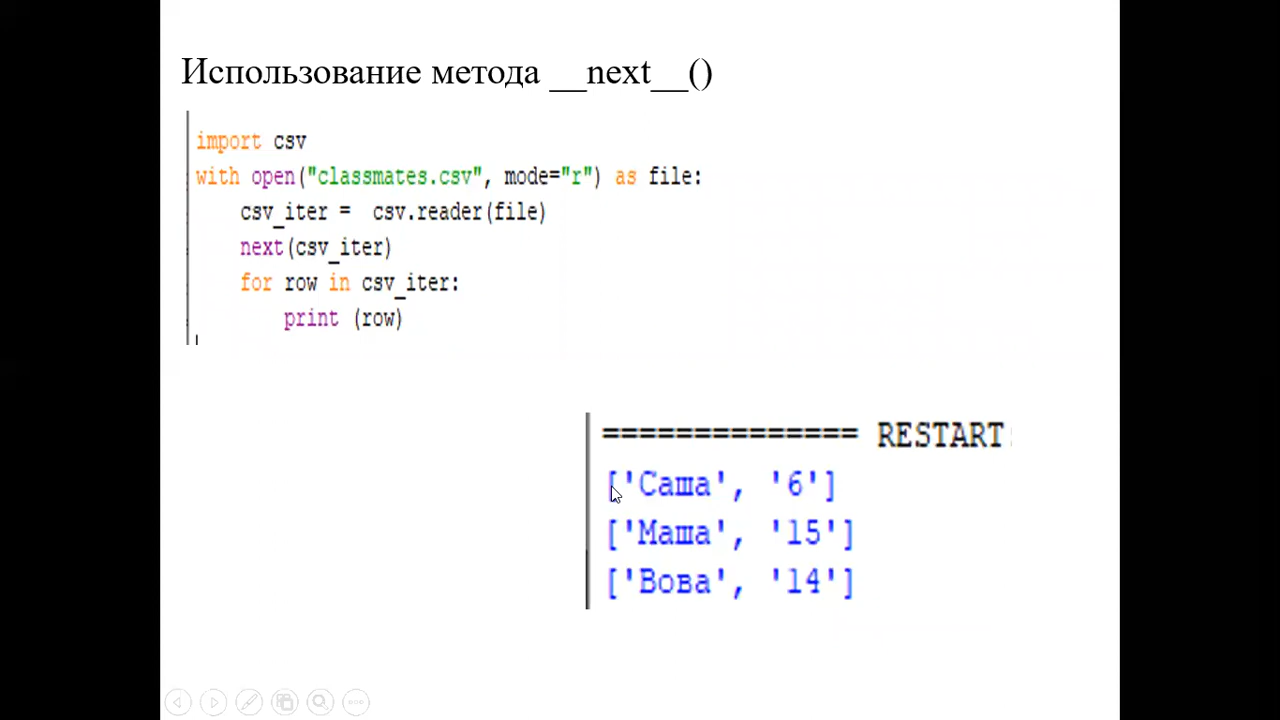 Использование метода __next__()
import csv
with open("classmates.csv", mode="r") as file:
    csv_iter =  csv.reader(file)
    next(csv_iter)
    for row in csv_iter:
        print (row)
============== RESTART
['Саша', '6']
['Маша', '15']
['Вова', '14']